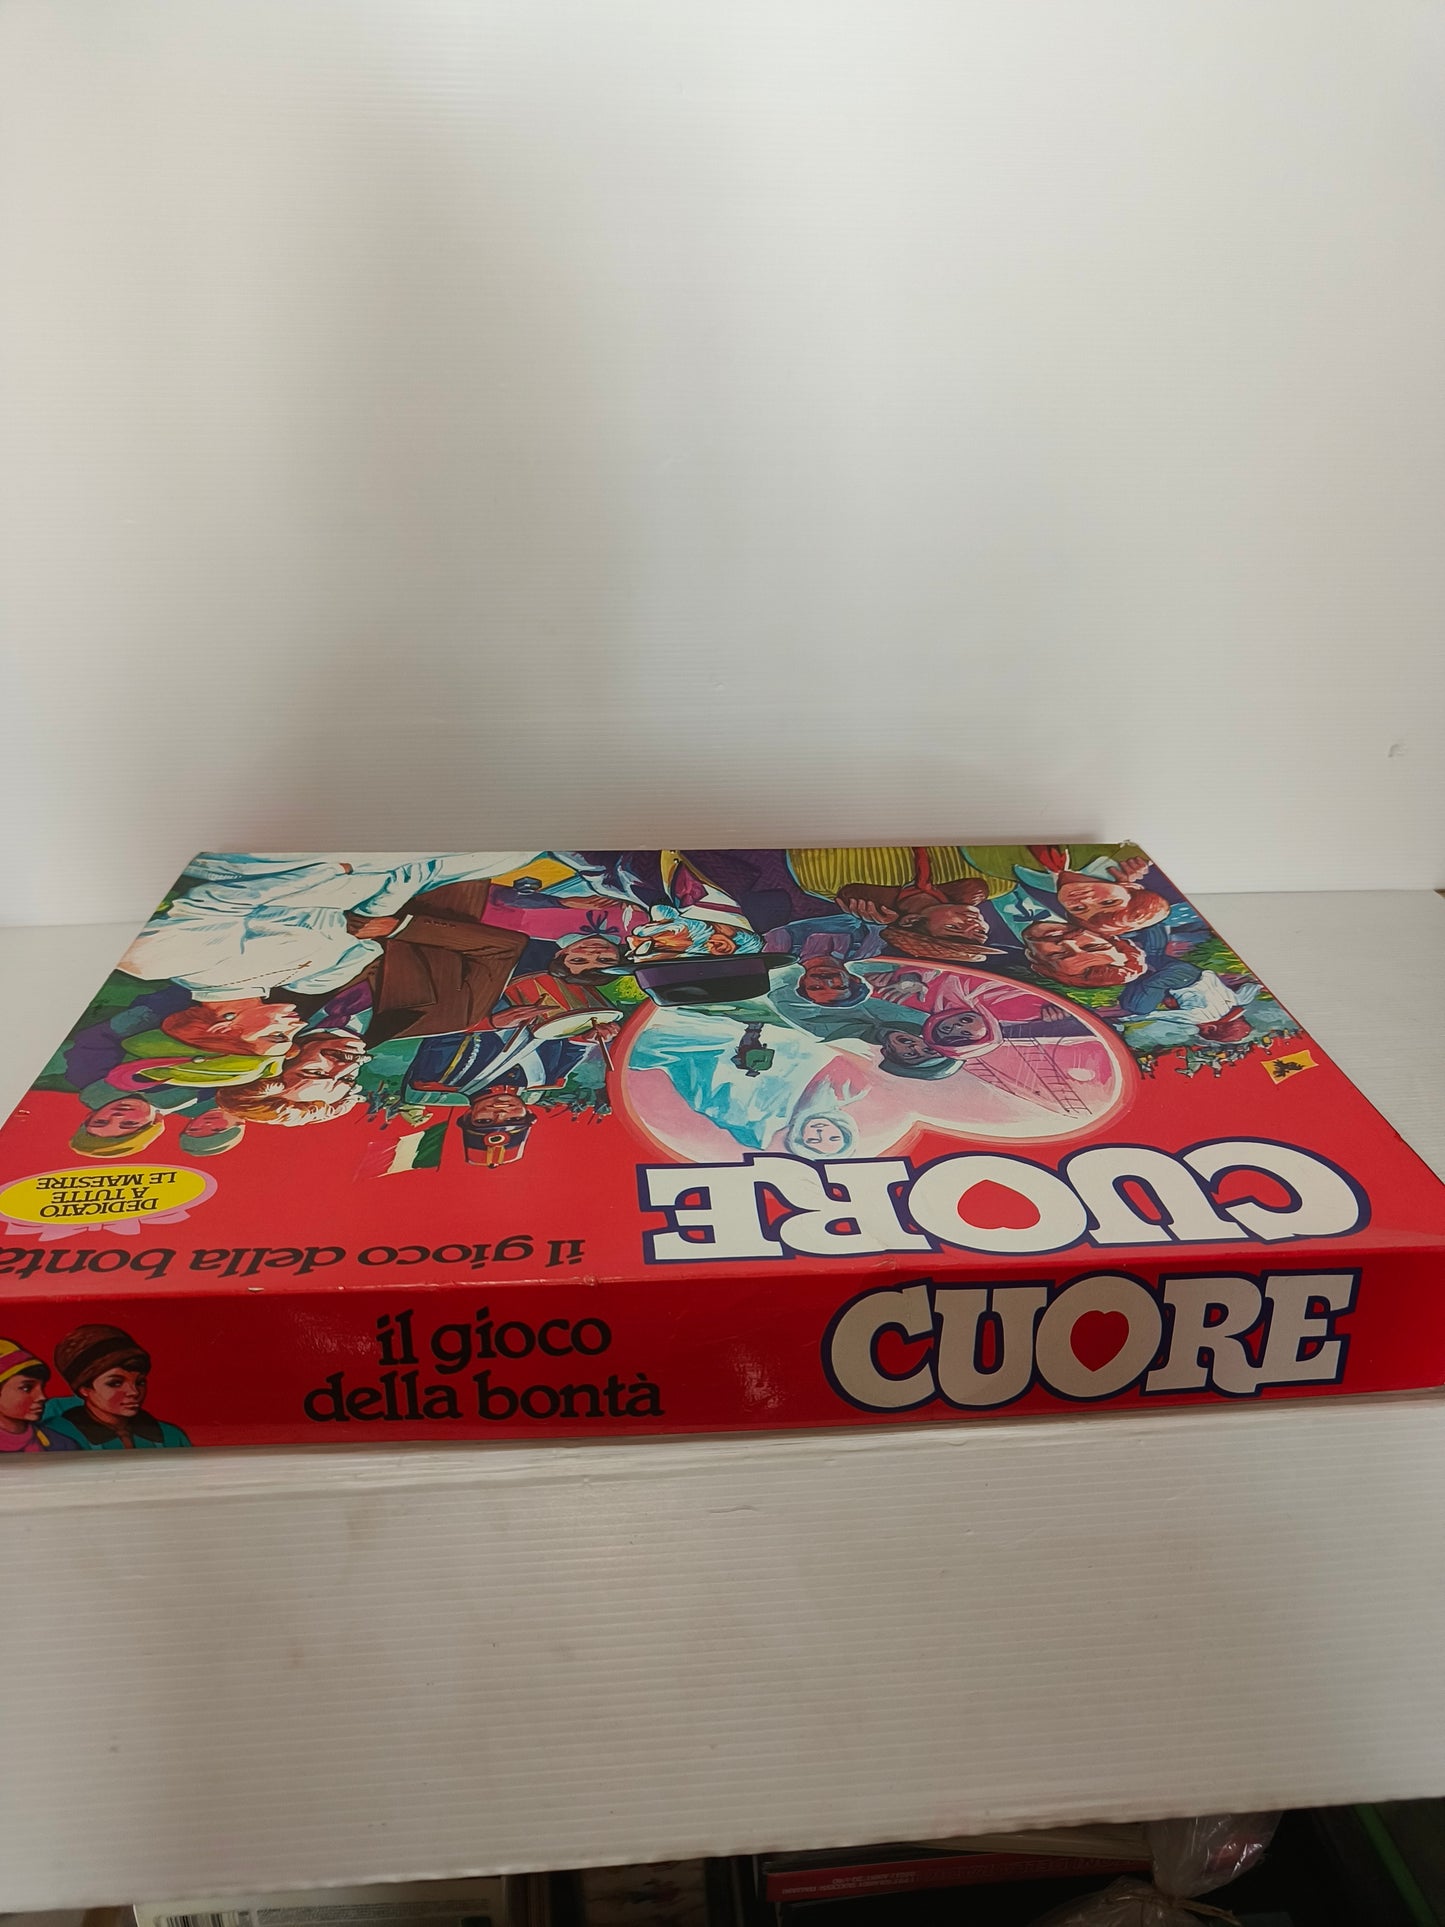 DEDICATO
A TUTTE
LE MAESTRE
il gioco della bontà
CUORE
il gioco
della bontà
CUORE